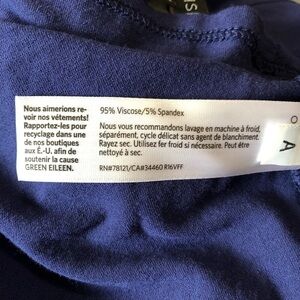 Nous aimerions re-
voir nos vêtements!
Rapportez-les pour
recyclage dans une
de nos boutiques
aux É.-U. afin de
soutenir la cause
GREEN EILEEN.
95% Viscose/5% Spandex
Nous vous recommandons lavage en machine à froid,
séparément, cycle délicat sans agent de blanchiment.
Rayez sec. Utilisez fer froid si nécessaire. Peut être
nettoyé à sec.
RN#78121/CA#34460 R16VFF
A